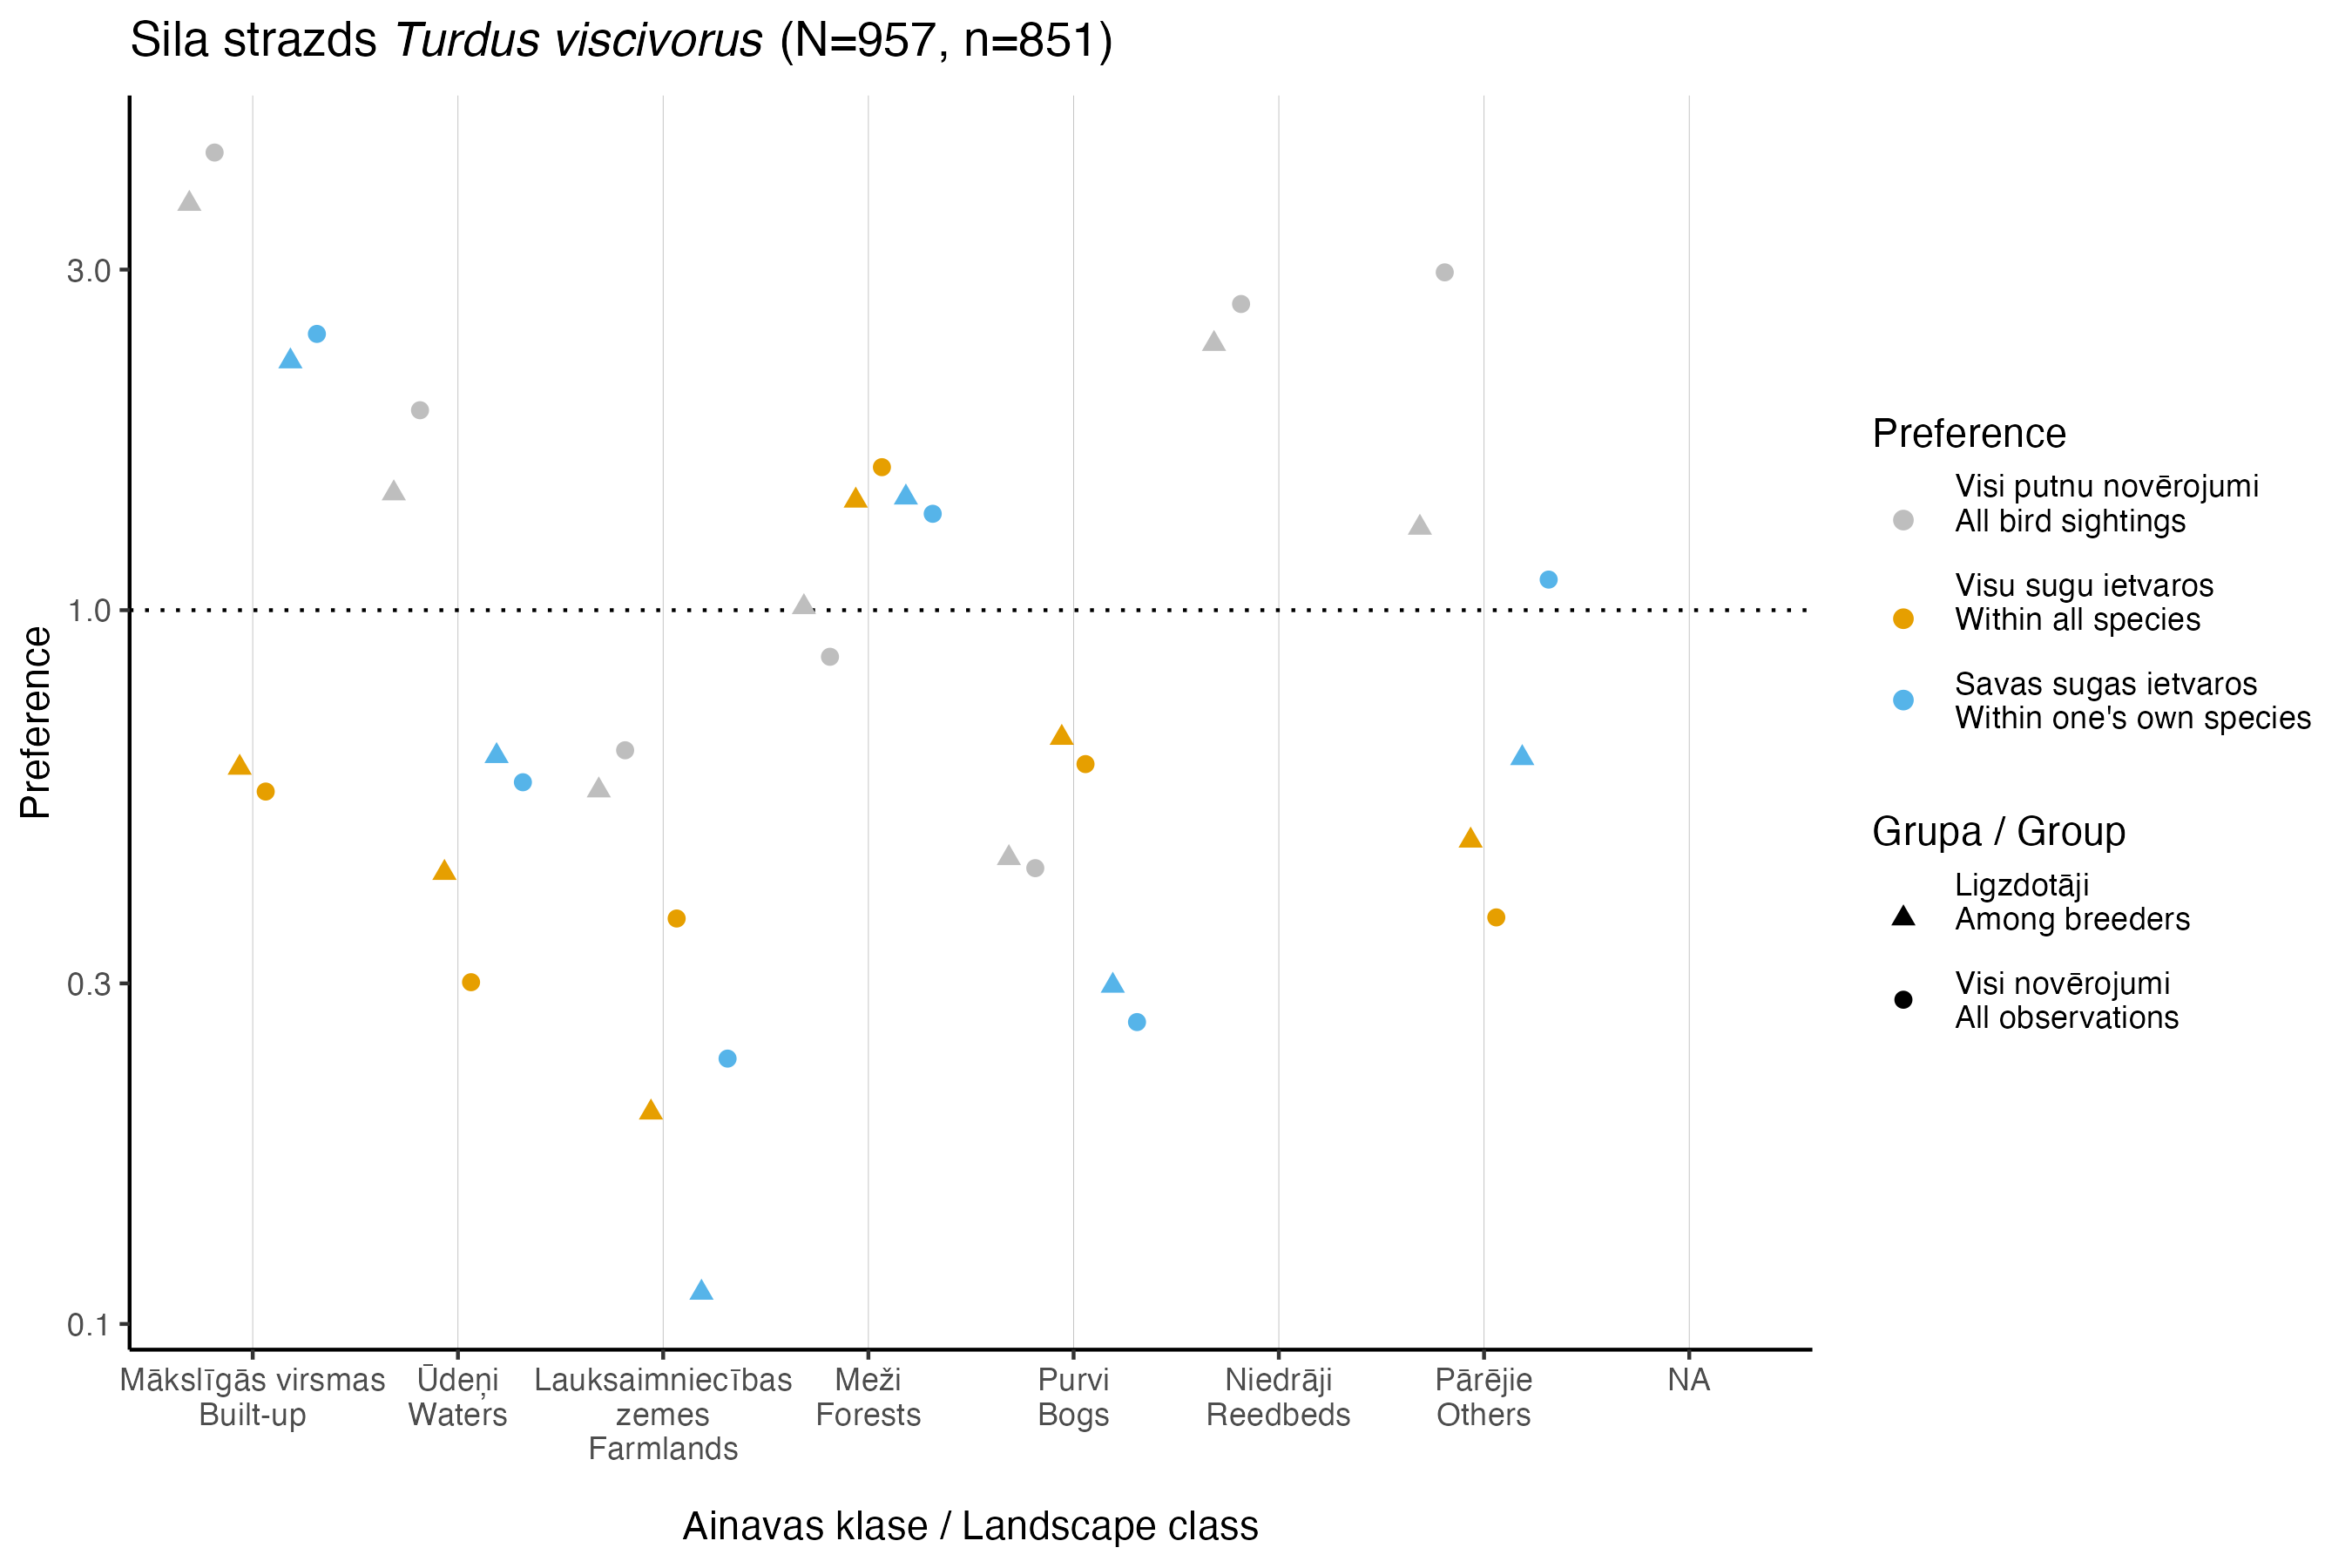 Sila strazds Turdus viscivorus (N=957, n=851)
Preference
3.0
1.0
0.3
0.1
Mākslīgās virsmas
Built-up
Ūdeņi
Waters
Lauksaimniecības
zemes
Farmlands
Meži
Forests
Purvi
Bogs
Niedrāji
Reedbeds
Pārējie
Others
NA
Ainavas klase / Landscape class
Preference
Visi putnu novērojumi
All bird sightings
Visu sugu ietvaros
Within all species
Savas sugas ietvaros
Within one's own species
Grupa / Group
Ligzdotāji
Among breeders
Visi novērojumi
All observations